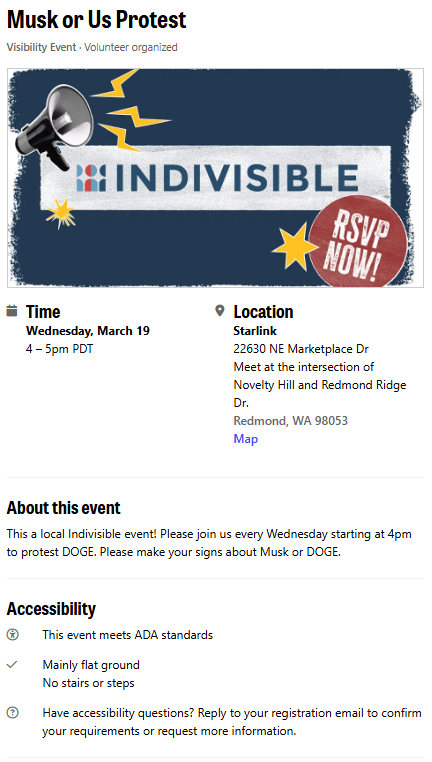 Musk or Us Protest
Visibility Event · Volunteer organized
INDIVISIBLE
RSVP
NOW!
Time
Wednesday, March 19
4 – 5pm PDT
Location
Starlink
22630 NE Marketplace Dr
Meet at the intersection of
Novelty Hill and Redmond Ridge
Dr.
Redmond, WA 98053
Map
About this event
This a local Indivisible event! Please join us every Wednesday starting at 4pm
to protest DOGE. Please make your signs about Musk or DOGE.
Accessibility
This event meets ADA standards
Mainly flat ground
No stairs or steps
Have accessibility questions? Reply to your registration email to confirm
your requirements or request more information.